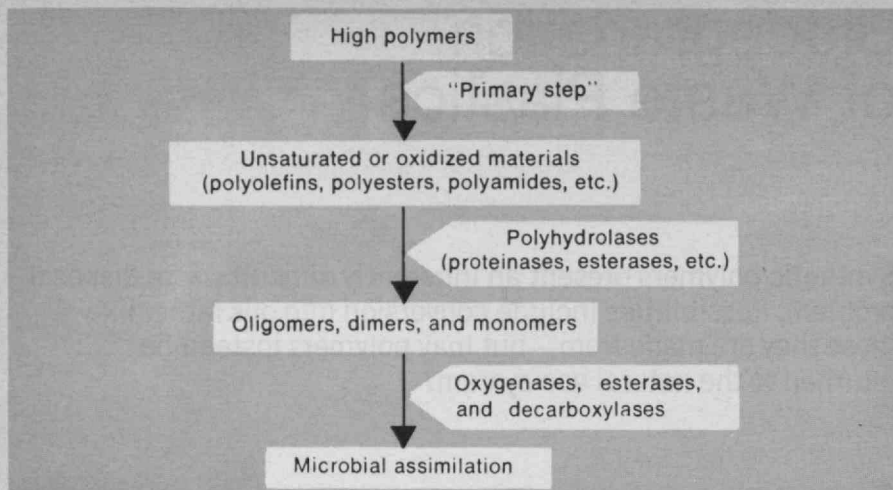 High polymers
"Primary step"
Unsaturated or oxidized materials
(polyolefins, polyesters, polyamides, etc.)
Polyhydrolases
(proteinases, esterases, etc.)
Oligomers, dimers, and monomers
Oxygenases, esterases,
and decarboxylases
Microbial assimilation